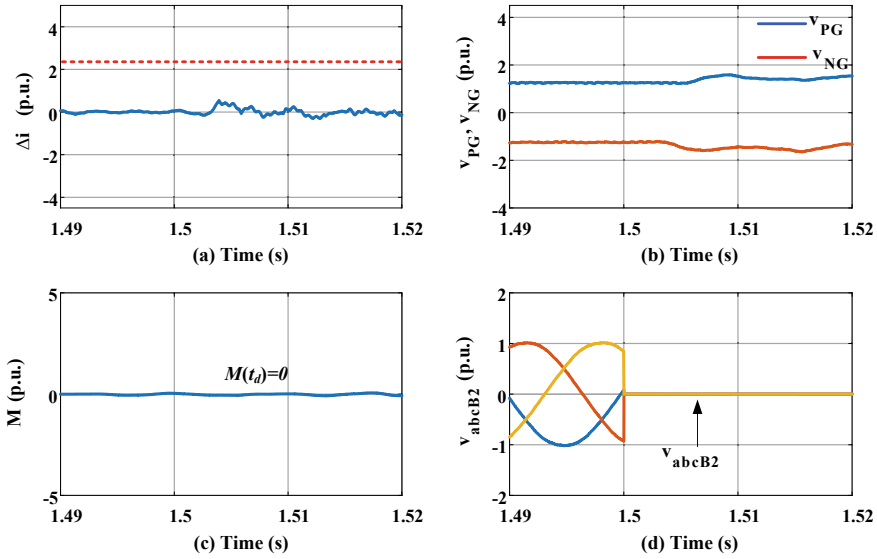 4
2
0
-2
-4
Δi (p.u.)
1.49 1.5 1.51 1.52
(a) Time (s)
4
2
0
-2
-4
v_PG, v_NG (p.u.)
v_PG
v_NG
1.49 1.5 1.51 1.52
(b) Time (s)
5
0
-5
M (p.u.)
M(t_d)=0
1.49 1.5 1.51 1.52
(c) Time (s)
2
1
0
-1
-2
v_abcB2 (p.u.)
v_abcB2
1.49 1.5 1.51 1.52
(d) Time (s)